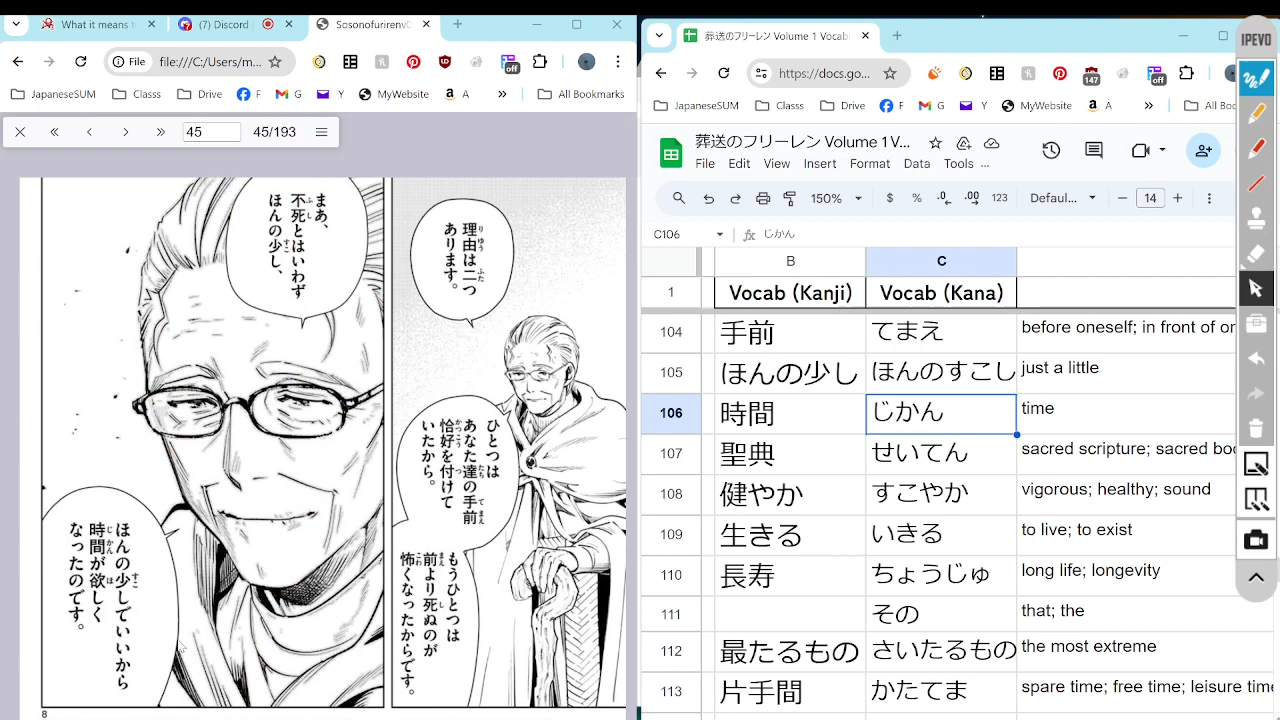 What it means t
(45) Discord
SosonofurirenvO
File
file:///C:/Users/m...
off
JapaneseSUM
Classs
Drive
F
G
Y
MyWebsite
A
All Bookmarks
45
45/193
理由は二つ
あります。
ひとつは
あなた達の手前
恰好を付けて
いたから。
もうひとつは
前より死ぬのが
怖くなったからです。
まあ、
不死とはいわず
ほんの少し、
ほんの少しでいいから
時間が欲しく
なったのです。
8
葬送のフリーレン Volume 1 Vocabi
https://docs.go...
147
off
JapaneseSUM
Class
Drive
F
G
Y
MyWebsite
A
All Boo
葬送のフリーレン Volume 1 V...
File Edit View Insert Format Data Tools ...
150% $ % .0 .00 123 Defaul... − 14 +
C106 fx じかん
B C
1 Vocab (Kanji) Vocab (Kana)
104 手前 てまえ before oneself; in front of or
105 ほんの少し ほんのすこし just a little
106 時間 じかん time
107 聖典 せいてん sacred scripture; sacred boo
108 健やか すこやか vigorous; healthy; sound
109 生きる いきる to live; to exist
110 長寿 ちょうじゅ long life; longevity
111 その that; the
112 最たるもの さいたるもの the most extreme
113 片手間 かたてま spare time; free time; leisure time
IPEVO